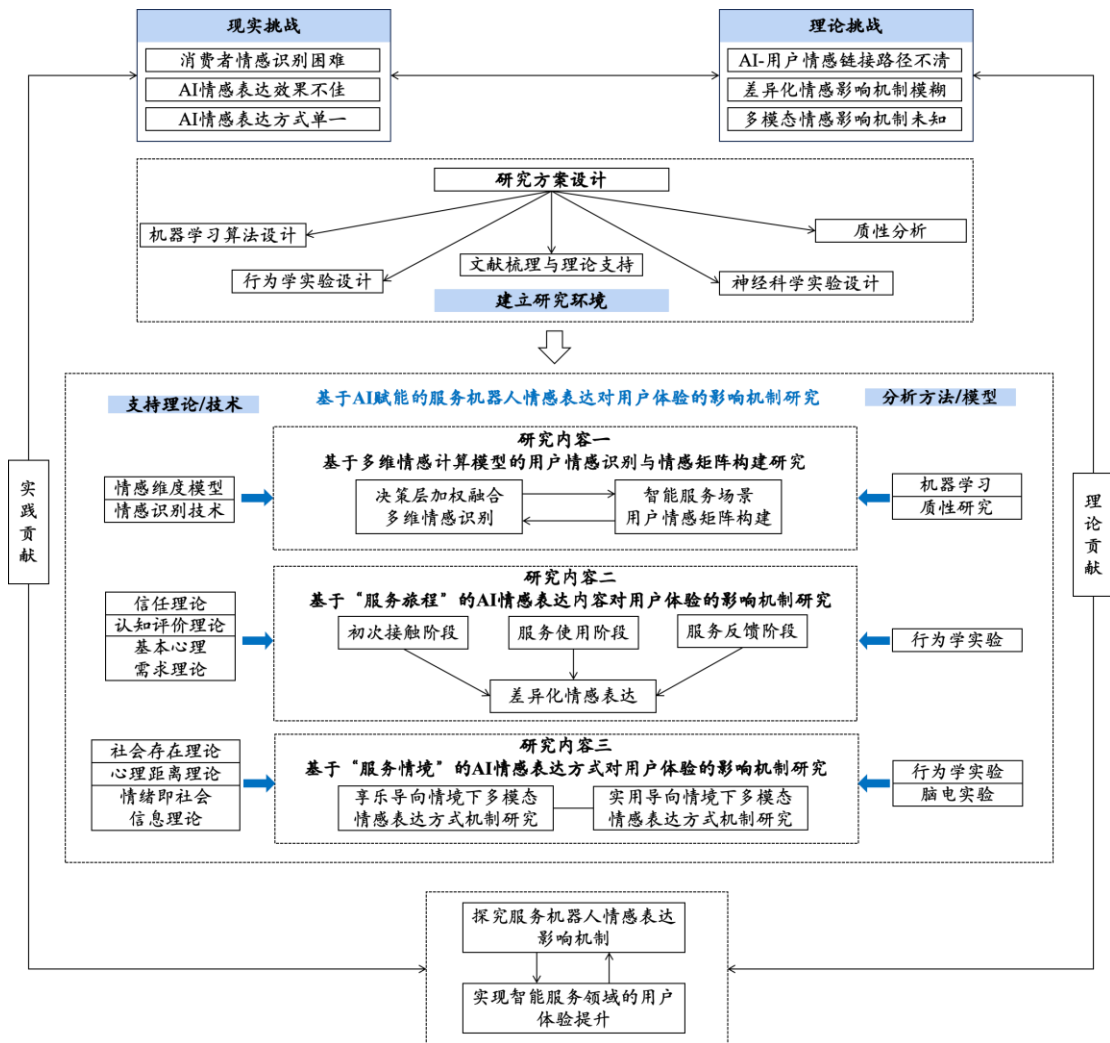 现实挑战
消费者情感识别困难
AI情感表达效果不佳
AI情感表达方式单一
理论挑战
AI-用户情感链接路径不清
差异化情感影响机制模糊
多模态情感影响机制未知
研究方案设计
机器学习算法设计
行为学实验设计
文献梳理与理论支持
神经科学实验设计
质性分析
建立研究环境
支持理论/技术
基于AI赋能的服务机器人情感表达对用户体验的影响机制研究
分析方法/模型
研究内容一
基于多维情感计算模型的用户情感识别与情感矩阵构建研究
情感维度模型
情感识别技术
决策层加权融合
多维情感识别
智能服务场景
用户情感矩阵构建
机器学习
质性研究
研究内容二
基于“服务旅程”的AI情感表达内容对用户体验的影响机制研究
信任理论
认知评价理论
基本心理
需求理论
初次接触阶段
服务使用阶段
服务反馈阶段
差异化情感表达
行为学实验
研究内容三
基于“服务情境”的AI情感表达方式对用户体验的影响机制研究
社会存在理论
心理距离理论
情绪即社会
信息理论
享乐导向情境下多模态
情感表达方式机制研究
实用导向情境下多模态
情感表达方式机制研究
行为学实验
脑电实验
实践贡献
理论贡献
探究服务机器人情感表达
影响机制
实现智能服务领域的用户
体验提升